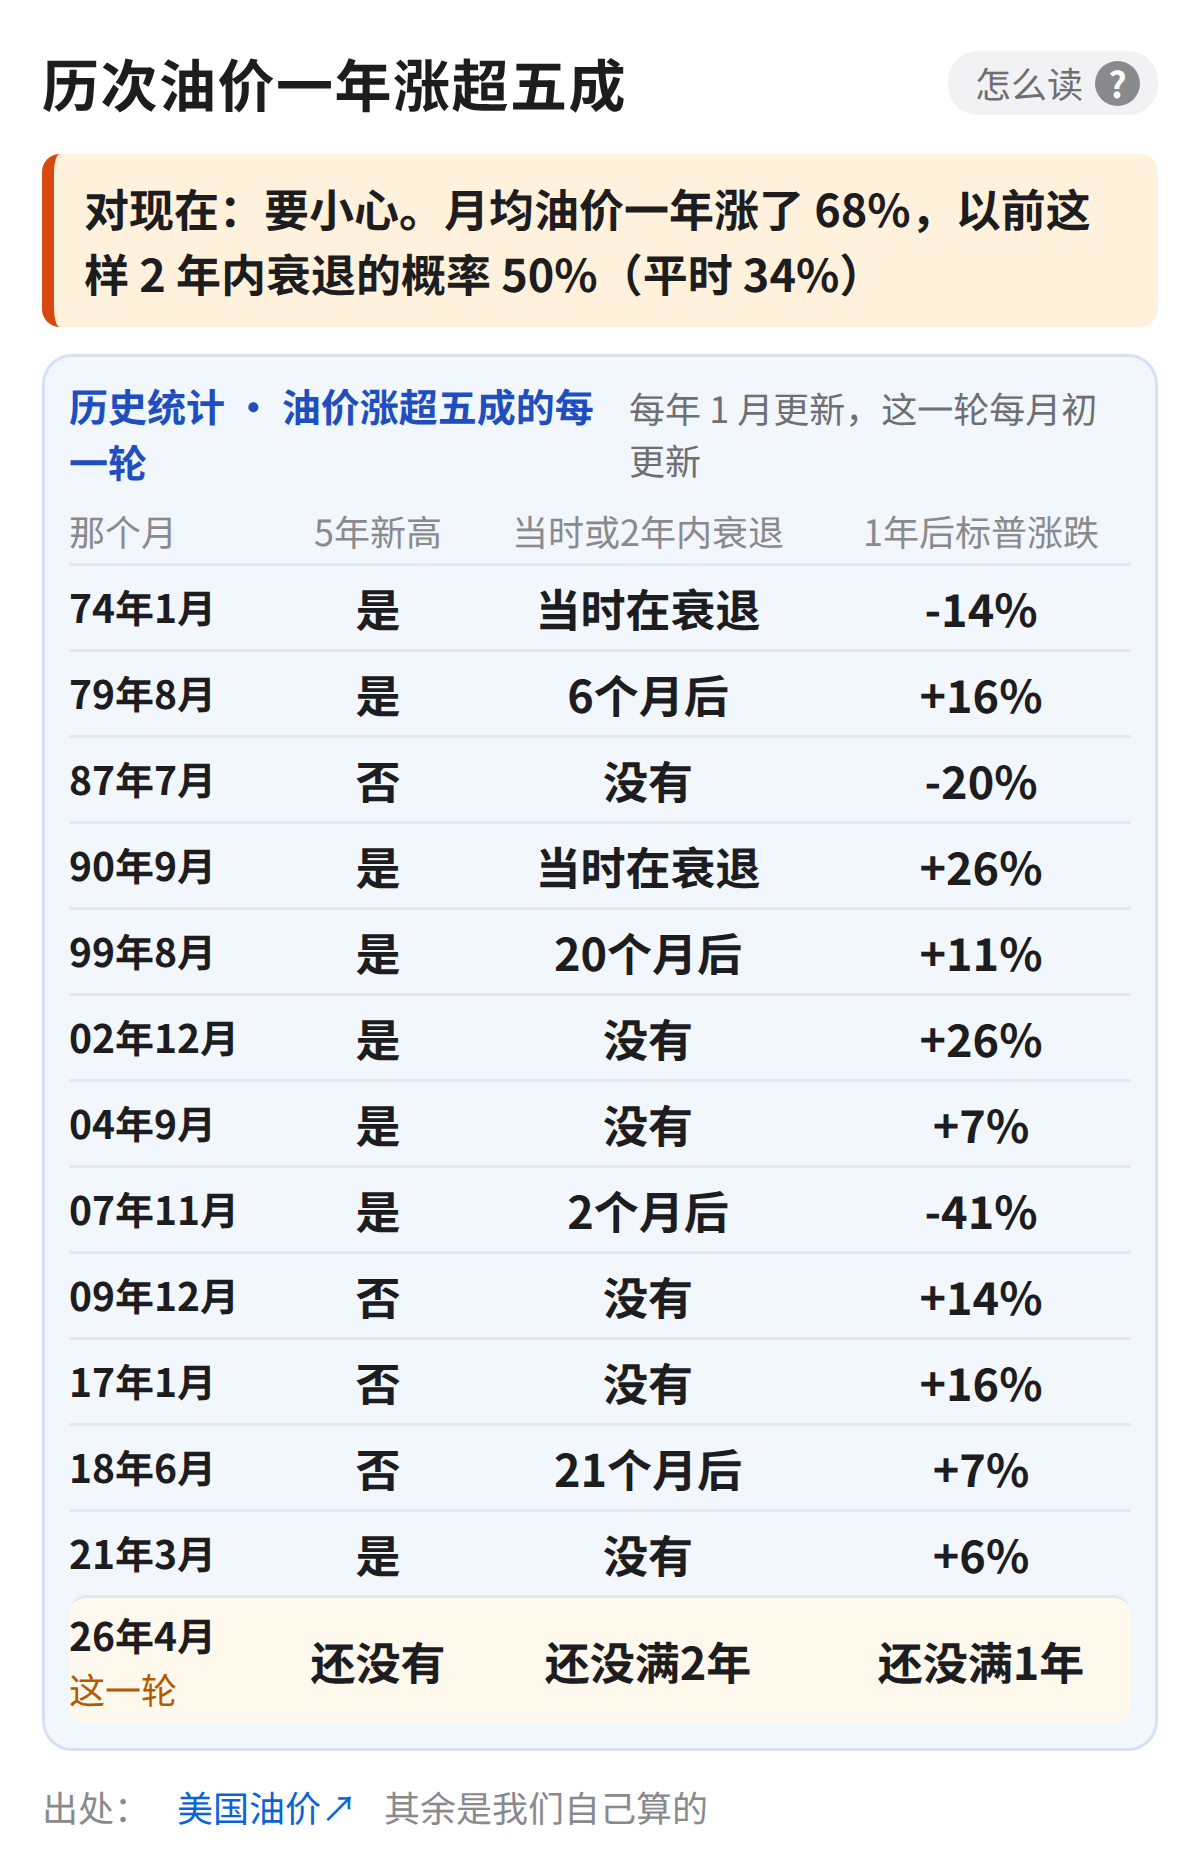 历次油价一年涨超五成
怎么读 ?
对现在：要小心。月均油价一年涨了 68%，以前这
样 2 年内衰退的概率 50%（平时 34%）
历史统计 · 油价涨超五成的每
一轮
每年 1 月更新，这一轮每月初
更新
那个月 5年新高 当时或2年内衰退 1年后标普涨跌
74年1月 是 当时在衰退 -14%
79年8月 是 6个月后 +16%
87年7月 否 没有 -20%
90年9月 是 当时在衰退 +26%
99年8月 是 20个月后 +11%
02年12月 是 没有 +26%
04年9月 是 没有 +7%
07年11月 是 2个月后 -41%
09年12月 否 没有 +14%
17年1月 否 没有 +16%
18年6月 否 21个月后 +7%
21年3月 是 没有 +6%
26年4月 还没有 还没满2年 还没满1年
这一轮
出处： 美国油价↗ 其余是我们自己算的